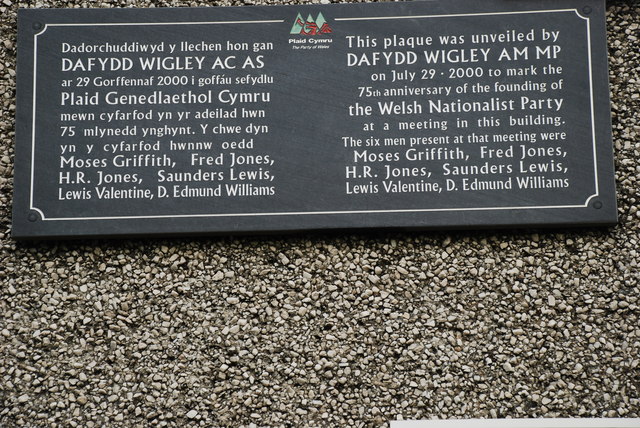 Plaid Cymru
The Party of Wales
Dadorchuddiwyd y llechen hon gan
DAFYDD WIGLEY AC AS
ar 29 Gorffennaf 2000 i goffáu sefydlu
Plaid Genedlaethol Cymru
mewn cyfarfod yn yr adeilad hwn
75 mlynedd ynghynt. Y chwe dyn
yn y cyfarfod hwnnw oedd
Moses Griffith, Fred Jones,
H.R. Jones, Saunders Lewis,
Lewis Valentine, D. Edmund Williams
This plaque was unveiled by
DAFYDD WIGLEY AM MP
on July 29 · 2000 to mark the
75th anniversary of the founding of
the Welsh Nationalist Party
at a meeting in this building.
The six men present at that meeting were
Moses Griffith, Fred Jones,
H.R. Jones, Saunders Lewis,
Lewis Valentine, D. Edmund Williams